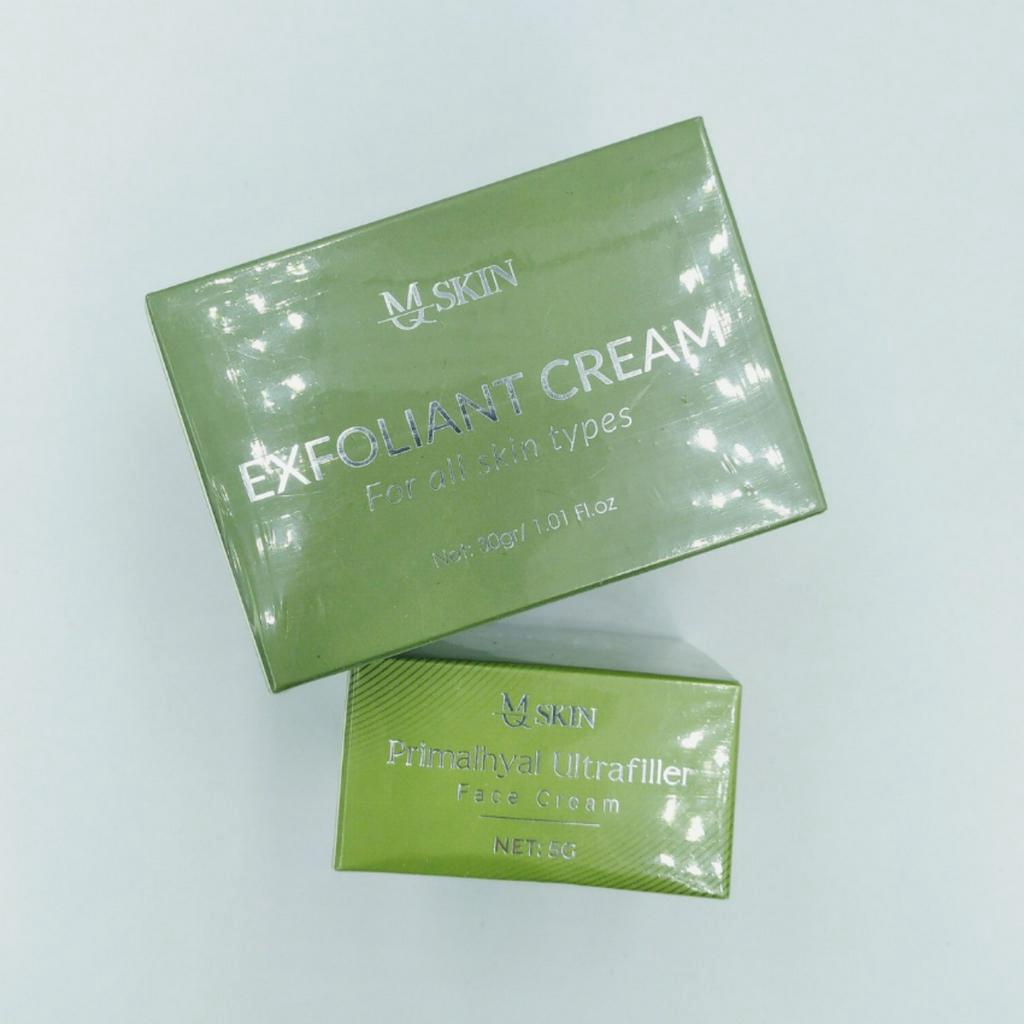 MQ SKIN
EXFOLIANT CREAM
For all skin types
Net: 30gr/ 1.01 Fl.oz
MQ SKIN
Primalhyal Ultrafiller
Face Cream
NET: 5G